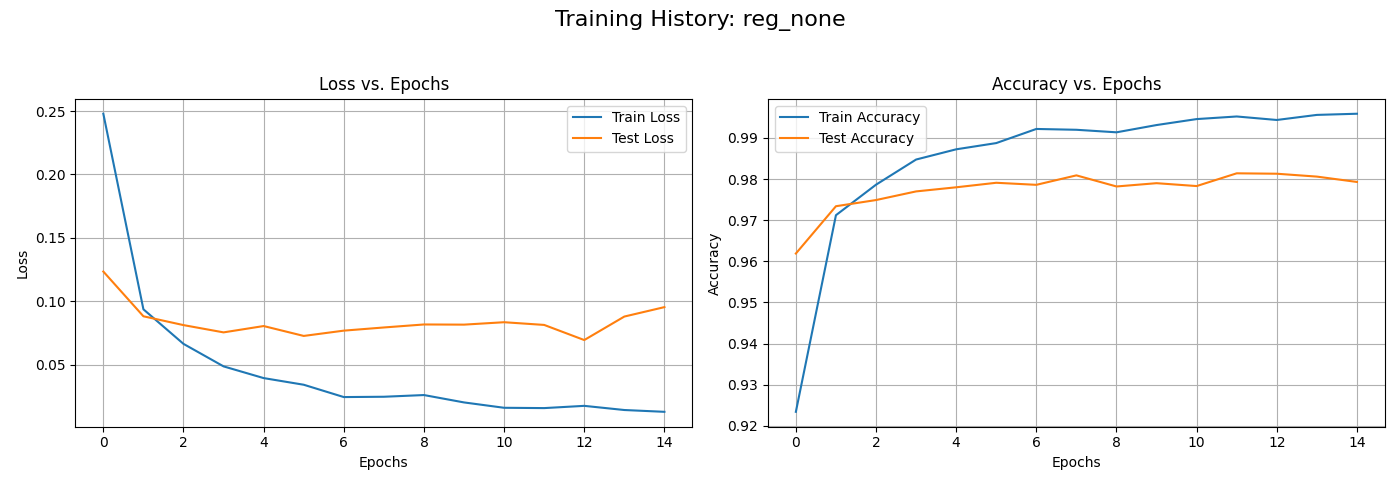 Training History: reg_none
Loss vs. Epochs
0.25
0.20
0.15
0.10
0.05
Loss
Train Loss
Test Loss
0 2 4 6 8 10 12 14
Epochs
Accuracy vs. Epochs
0.99
0.98
0.97
0.96
0.95
0.94
0.93
0.92
Accuracy
Train Accuracy
Test Accuracy
0 2 4 6 8 10 12 14
Epochs